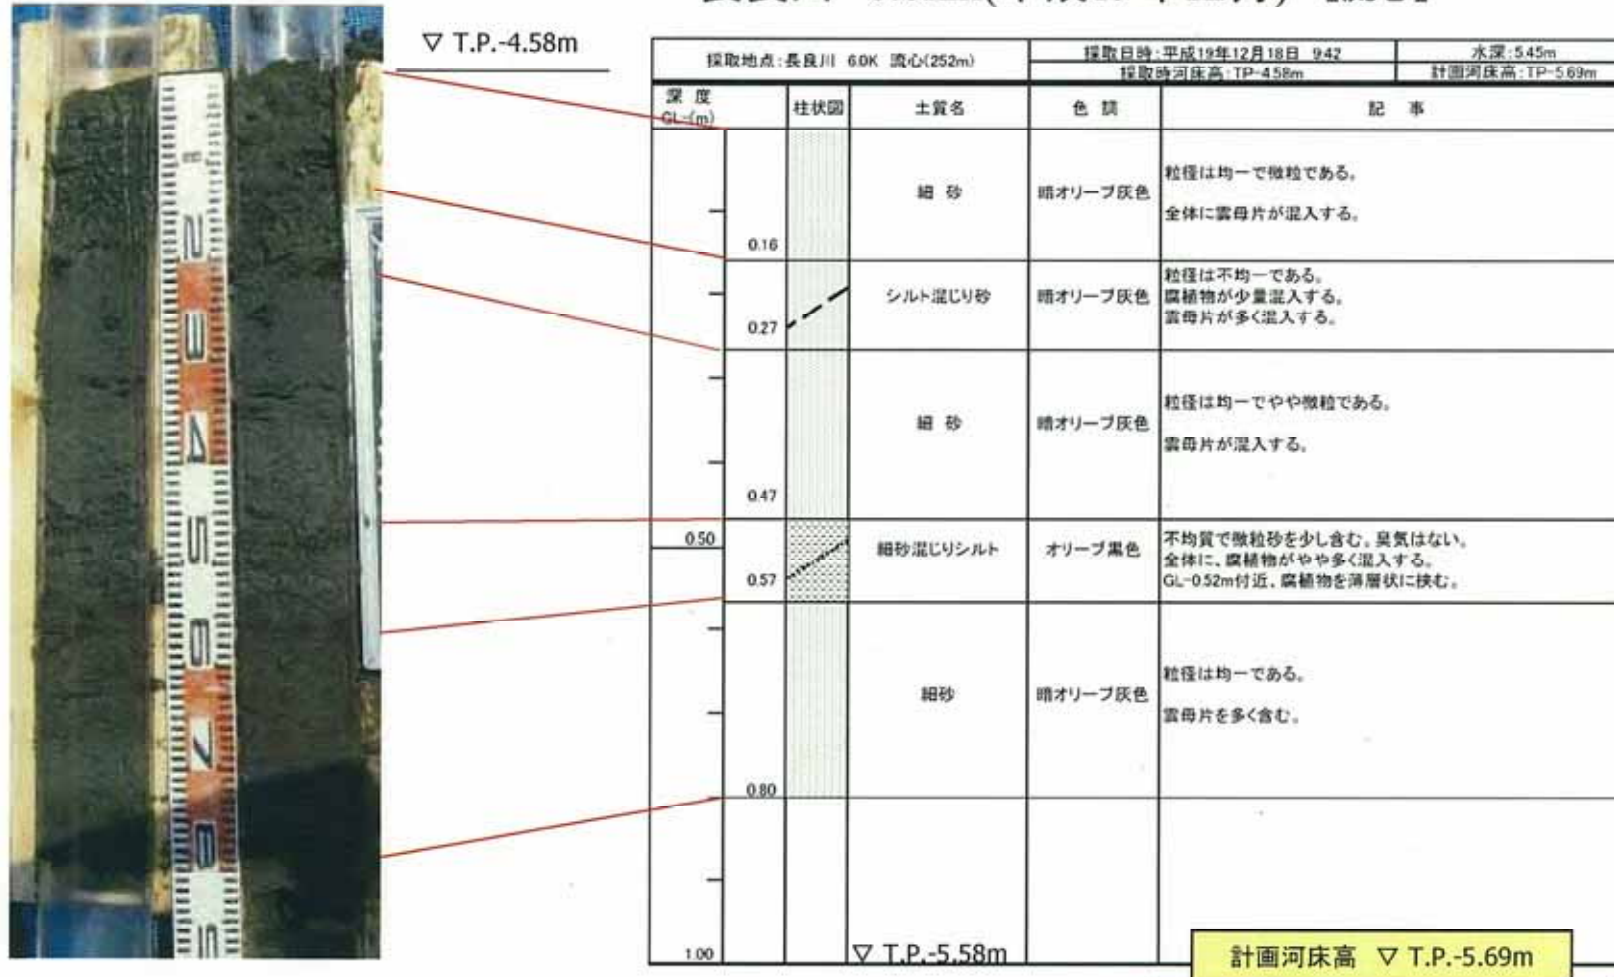 ▽ T.P.-4.58m
採取地点:長良川 6.0K 流心(252m)
採取日時:平成19年12月18日 9:42
水深:5.45m
採取時河床高:TP-4.58m
計画河床高:TP-5.69m
深 度
GL-(m)
柱状図
土質名
色 調
記 事
0.16
細 砂
暗オリーブ灰色
粒径は均一で微粒である。
全体に雲母片が混入する。
0.27
シルト混じり砂
暗オリーブ灰色
粒径は不均一である。
腐植物が少量混入する。
雲母片が多く混入する。
0.47
細 砂
暗オリーブ灰色
粒径は均一でやや微粒である。
雲母片が混入する。
0.50
0.57
細砂混じりシルト
オリーブ黒色
不均質で微粒砂を少し含む。臭気はない。
全体に、腐植物がやや多く混入する。
GL-0.52m付近、腐植物を薄層状に挟む。
0.80
細砂
暗オリーブ灰色
粒径は均一である。
雲母片を多く含む。
1.00
▽ T.P.-5.58m
計画河床高 ▽ T.P.-5.69m
1
2
3
4
5
6
7
8